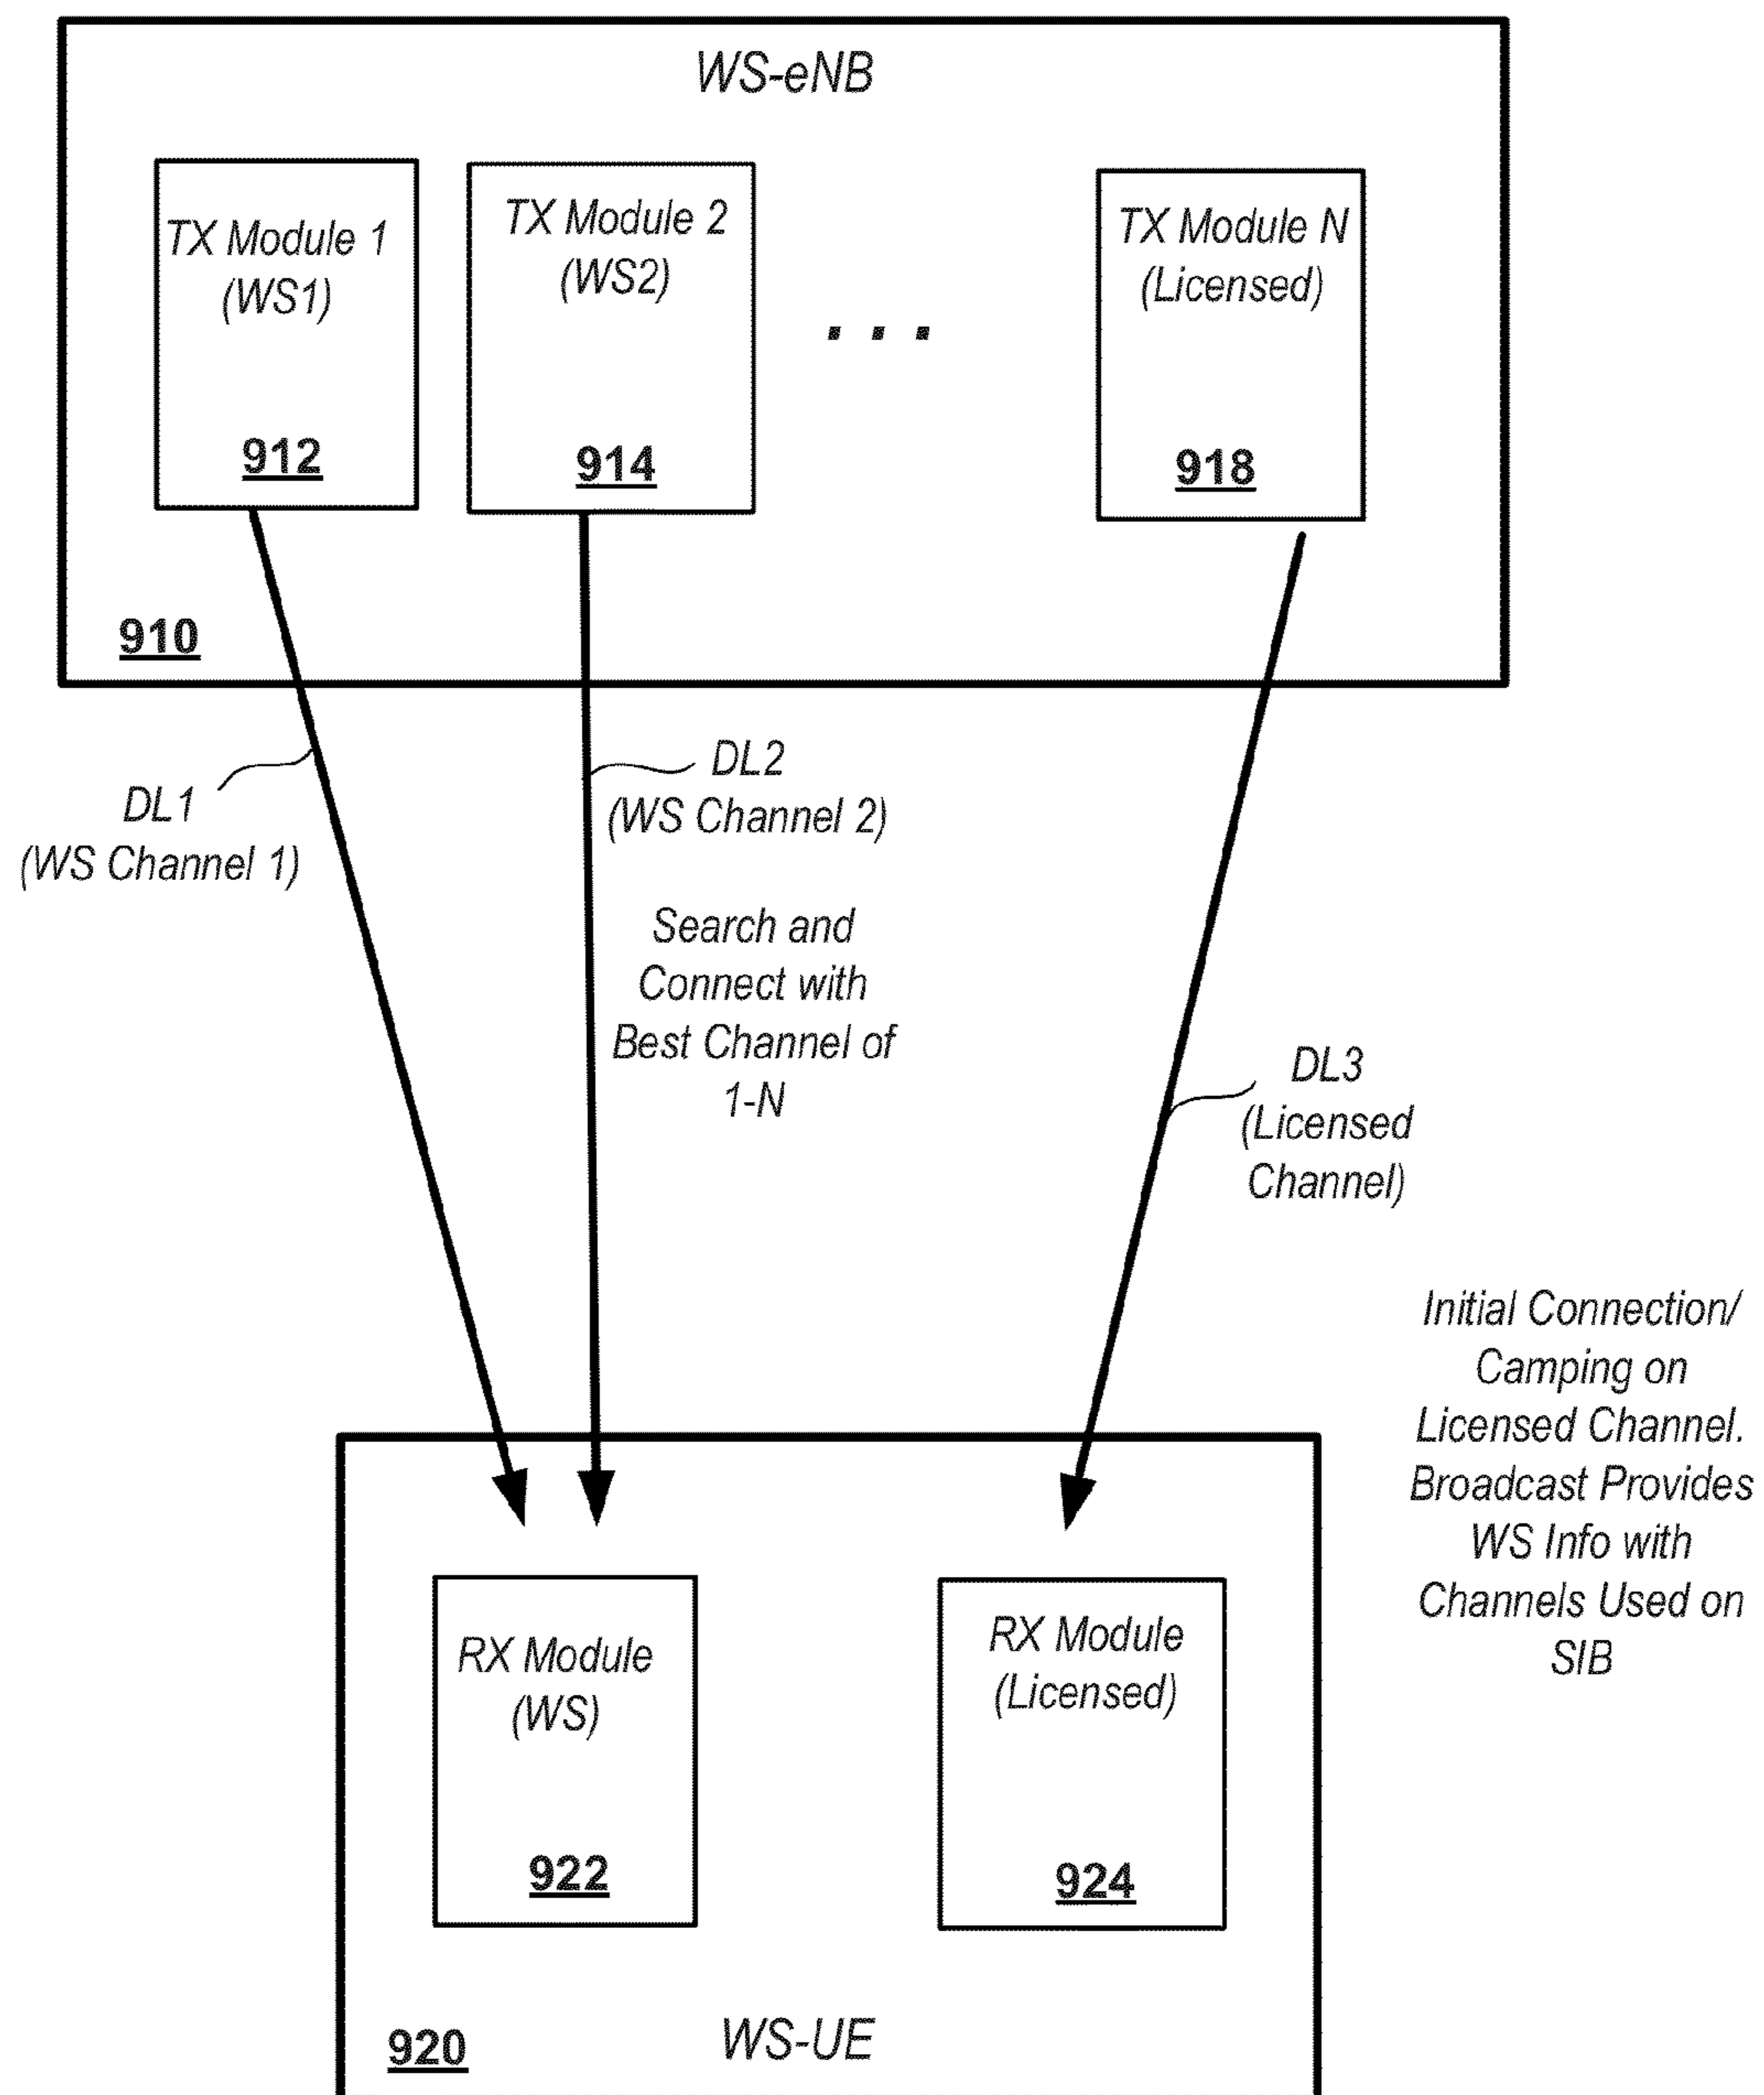 WS-eNB
TX Module 1
(WS1)
912
TX Module 2
(WS2)
914
. . .
TX Module N
(Licensed)
918
910
DL1
(WS Channel 1)
DL2
(WS Channel 2)
Search and
Connect with
Best Channel of
1-N
DL3
(Licensed
Channel)
Initial Connection/
Camping on
Licensed Channel.
Broadcast Provides
WS Info with
Channels Used on
SIB
RX Module
(WS)
922
RX Module
(Licensed)
924
920
WS-UE